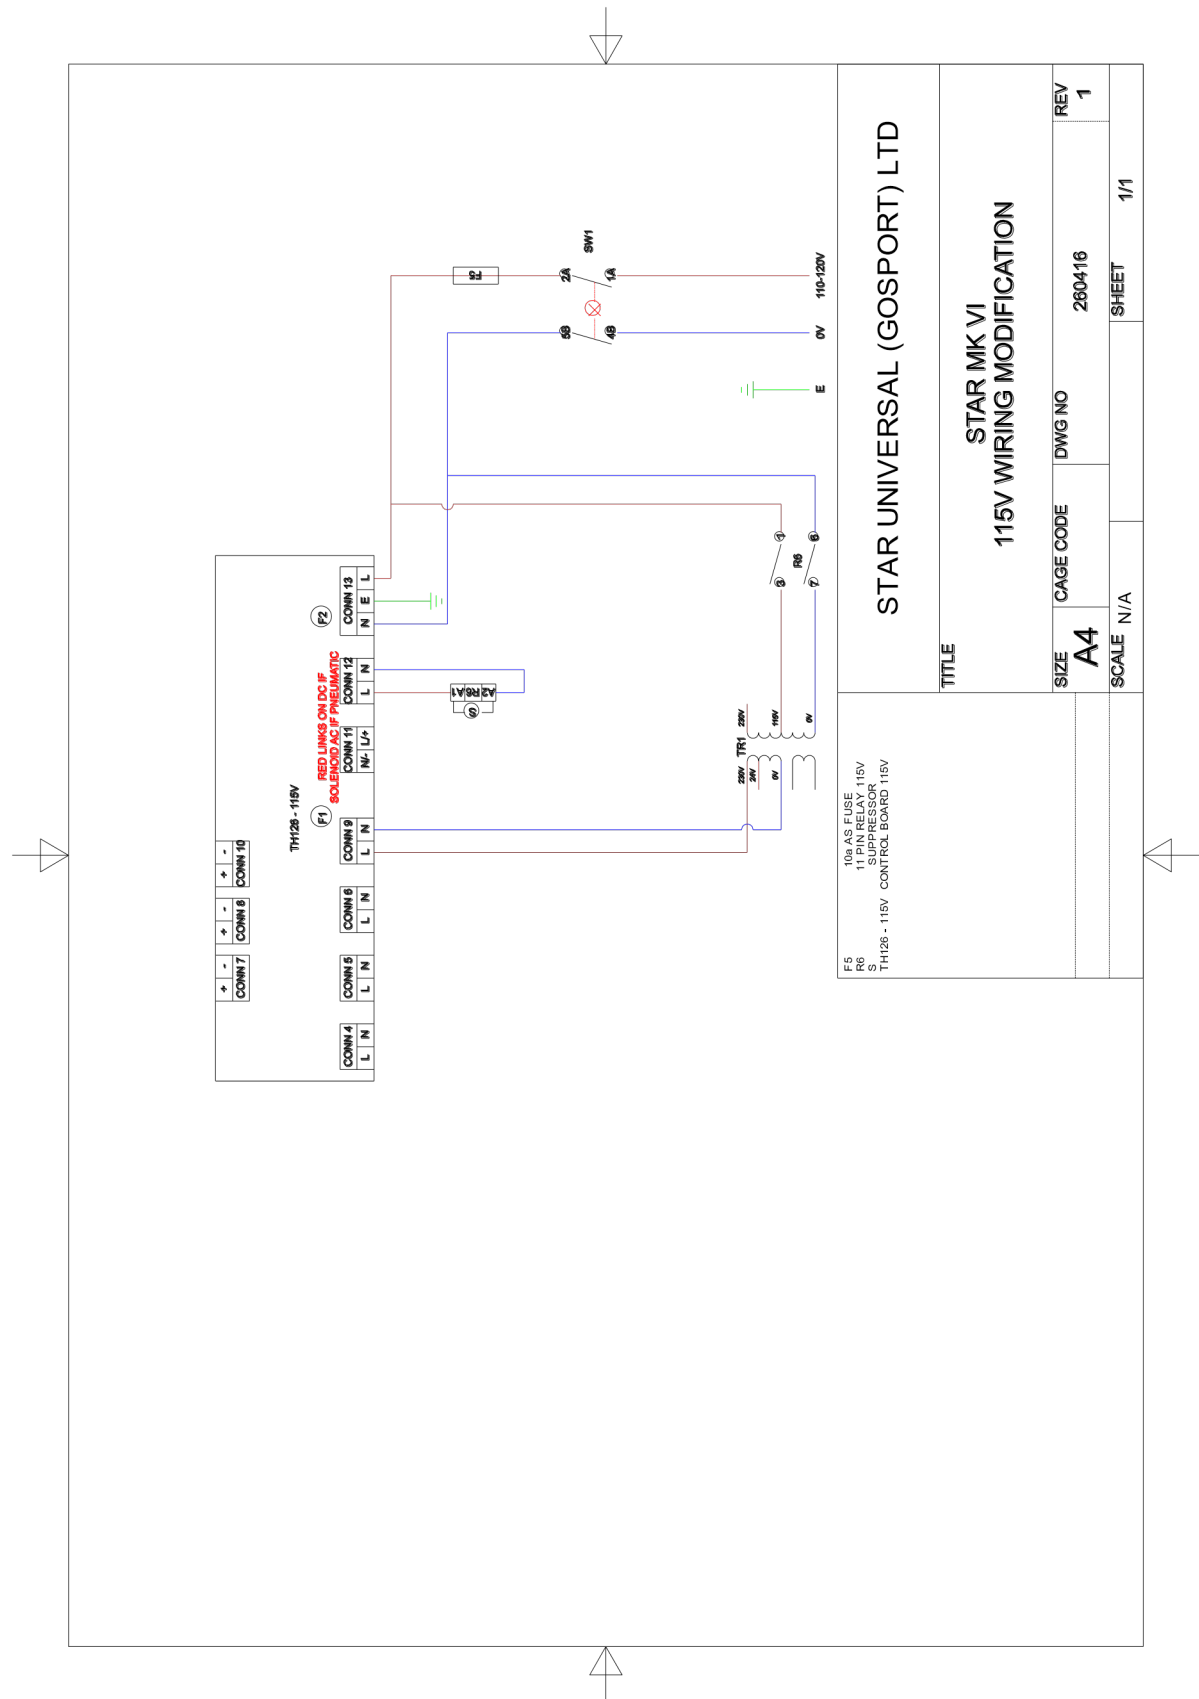 TH126 - 115V
CONN 7
+ -
CONN 8
+ -
CONN 10
+ -
F1
RED LINKS ON DC IF
SOLENOID AC IF PNEUMATIC
F2
CONN 4
L N
CONN 5
L N
CONN 6
L N
CONN 9
L N
CONN 11
N/- L/+
CONN 12
L N
CONN 13
N E L
A1 R6 A2
S
F5
2A
1A
5B
4B
SW1
110-120V
0V
E
1
3
R6
6
7
TR1
230V
24V
0V
230V
115V
0V
F5 10a AS FUSE
R6 11 PIN RELAY 115V
S SUPPRESSOR
TH126 - 115V CONTROL BOARD 115V
STAR UNIVERSAL (GOSPORT) LTD
TITLE
STAR MK VI
115V WIRING MODIFICATION
SIZE
A4
CAGE CODE
DWG NO
260416
REV
1
SCALE N/A
SHEET 1/1